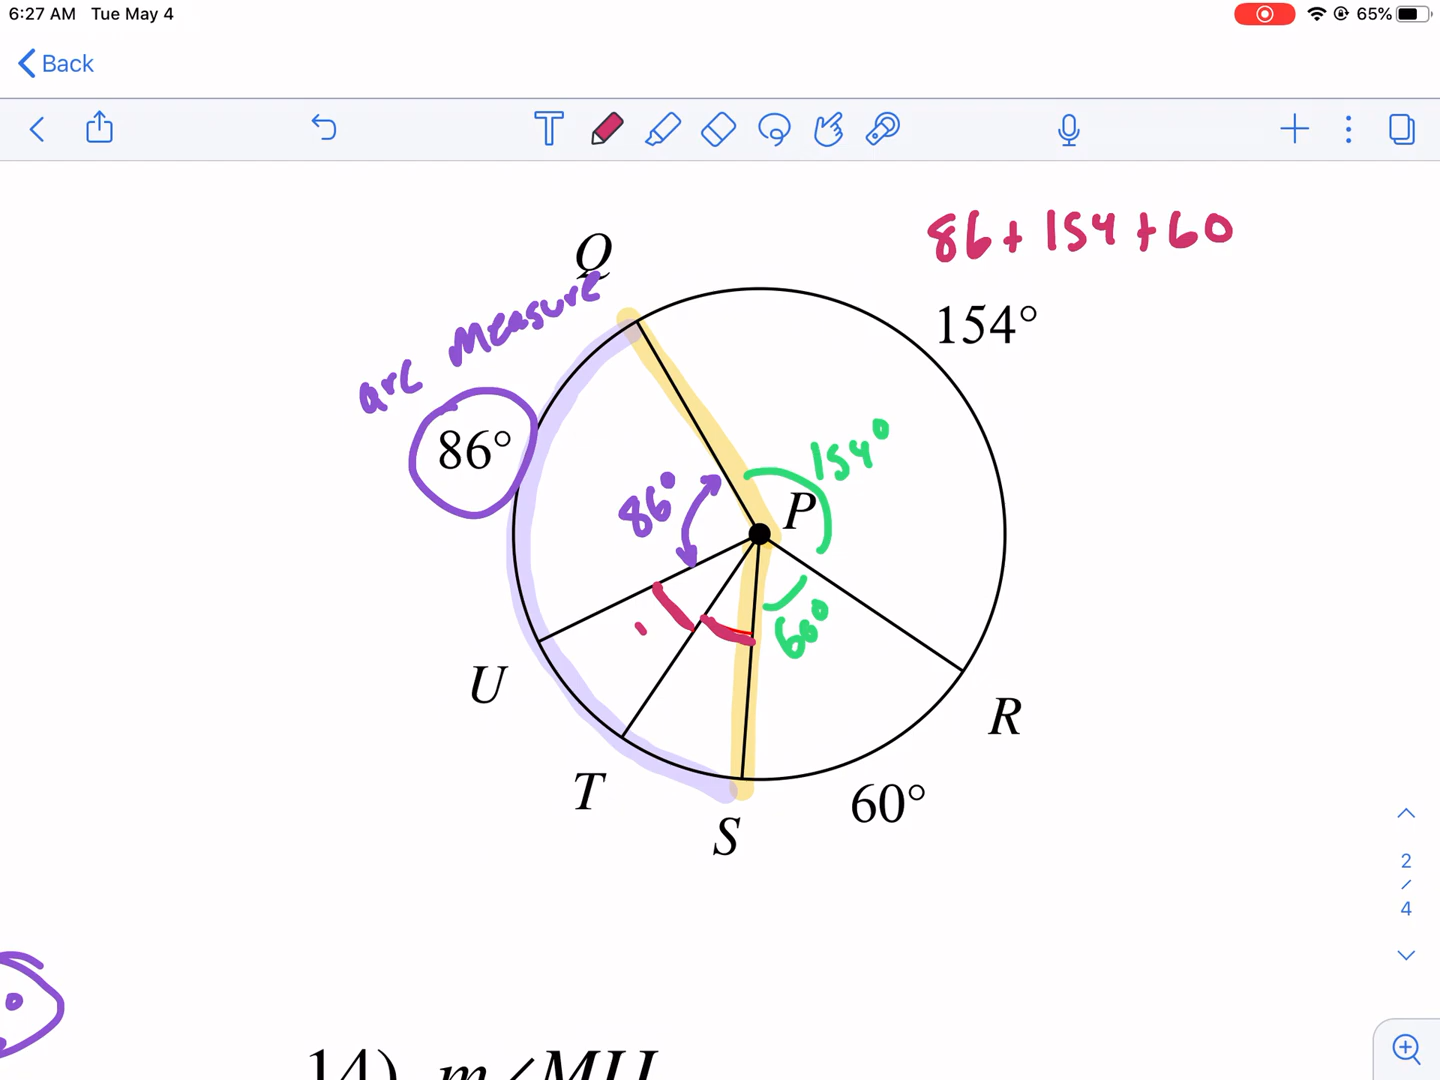 6:27 AM Tue May 4
65%
Back
86+154+60
Q
154°
arc measure
86°
154°
86°
P
60°
U
R
T
60°
S
2
/
4
14) m∠MLL